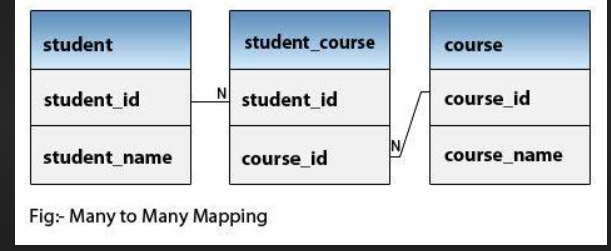 student
student_id
student_name
student_course
N student_id
course_id N
course
course_id
course_name
Fig:- Many to Many Mapping